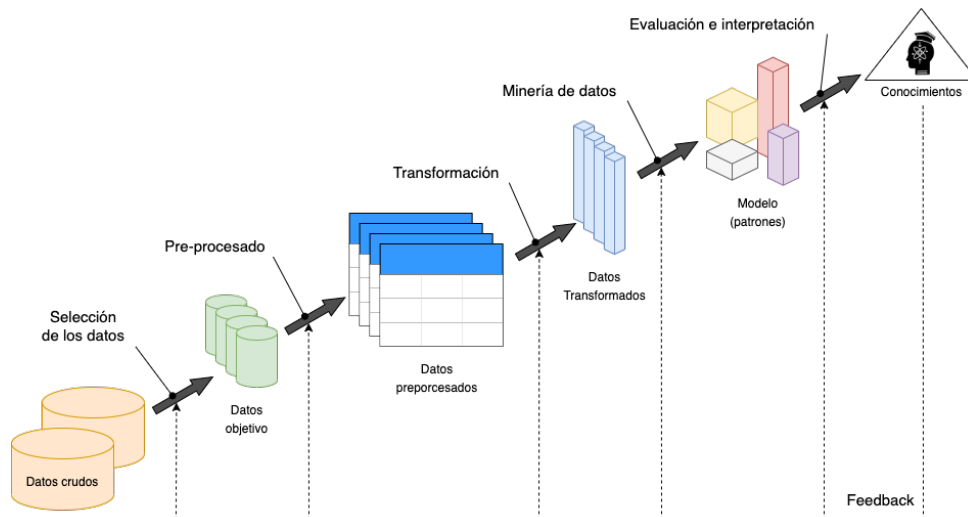 Evaluación e interpretación
Conocimientos
Minería de datos
Modelo
(patrones)
Transformación
Datos
Transformados
Pre-procesado
Datos
preporcesados
Selección
de los datos
Datos
objetivo
Datos crudos
Feedback